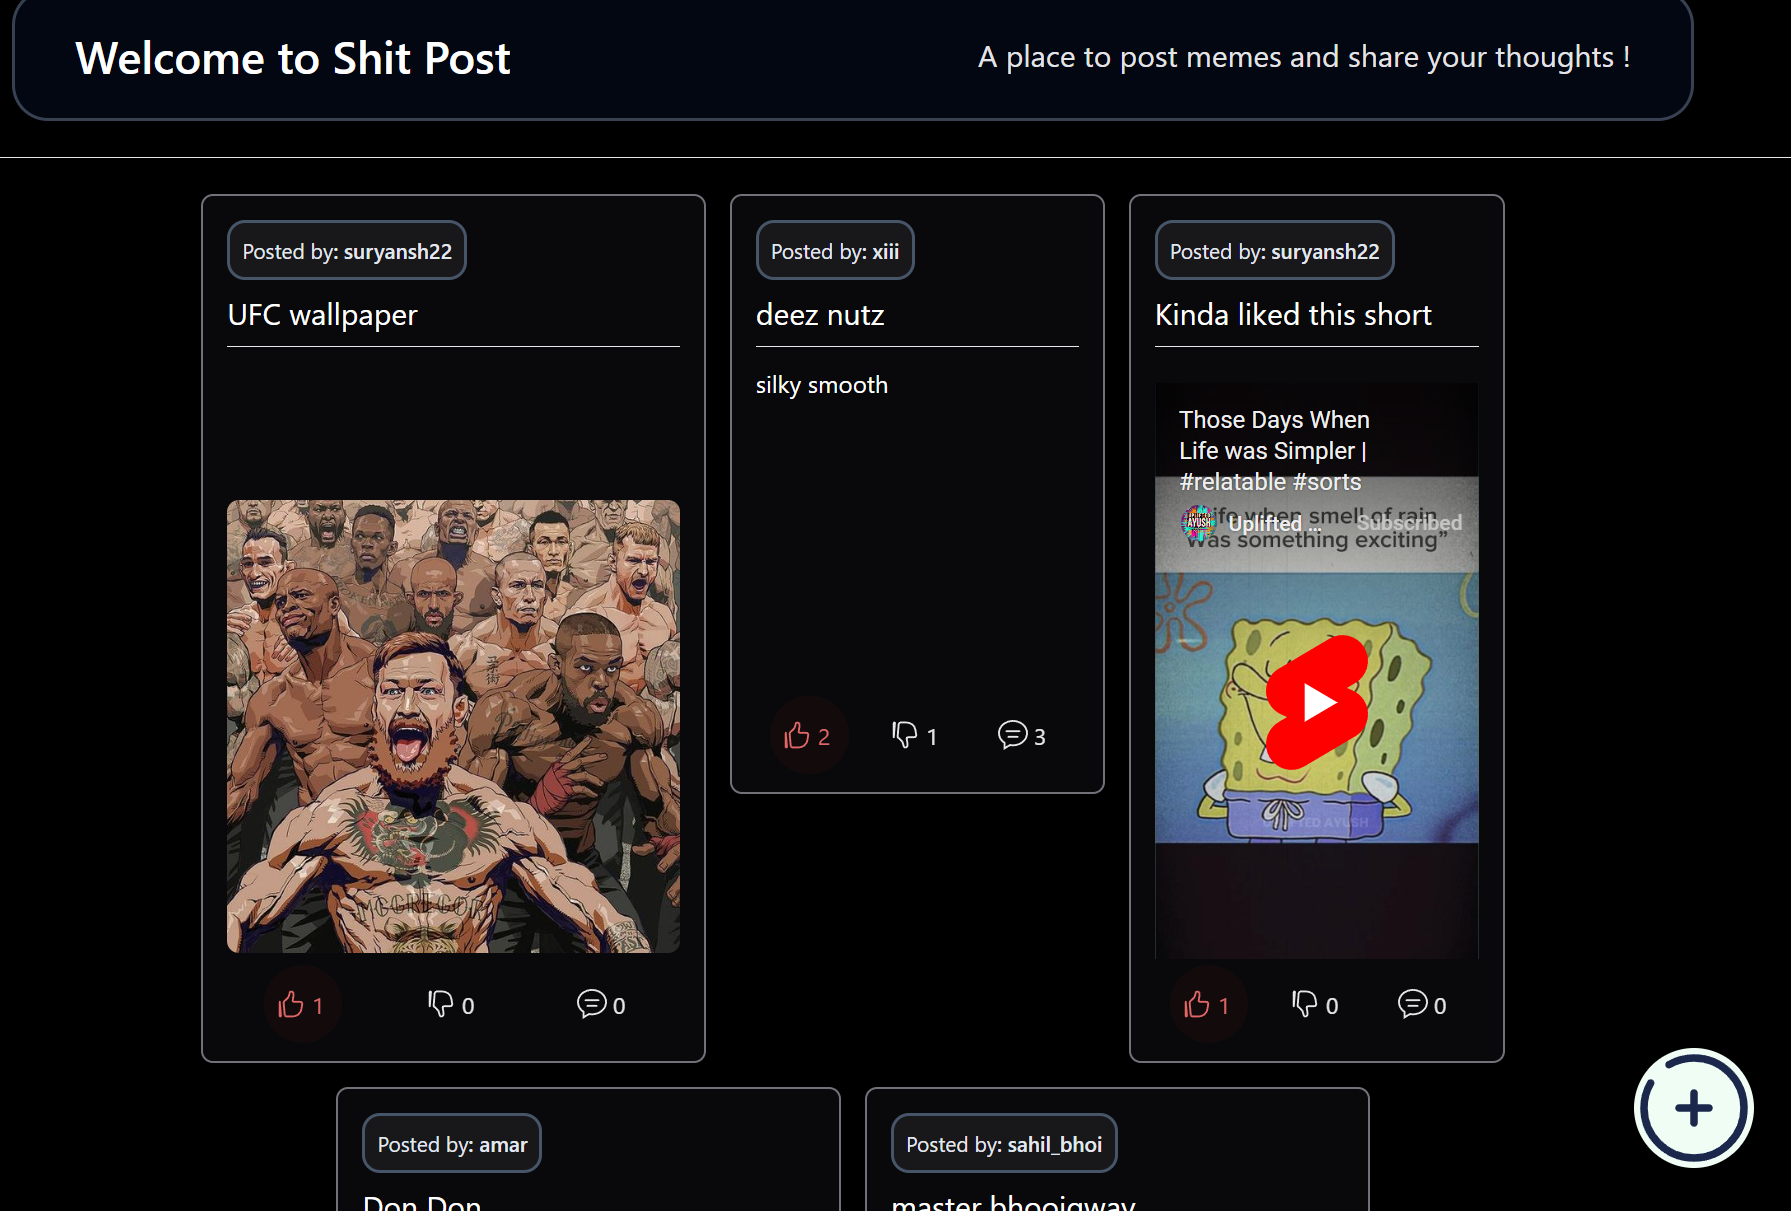 Welcome to Shit Post
A place to post memes and share your thoughts !
Posted by: suryansh22
UFC wallpaper
MCGREGOR
1
0
0
Posted by: xiii
deez nutz
silky smooth
2
1
3
Posted by: suryansh22
Kinda liked this short
Those Days When
Life was Simpler |
#relatable #sorts
life when smell of rain
Uplifted ...
Subscribed
Was something exciting”
UPLIFTED AYUSH
1
0
0
Posted by: amar
Don Don
Posted by: sahil_bhoi
master bhooigway